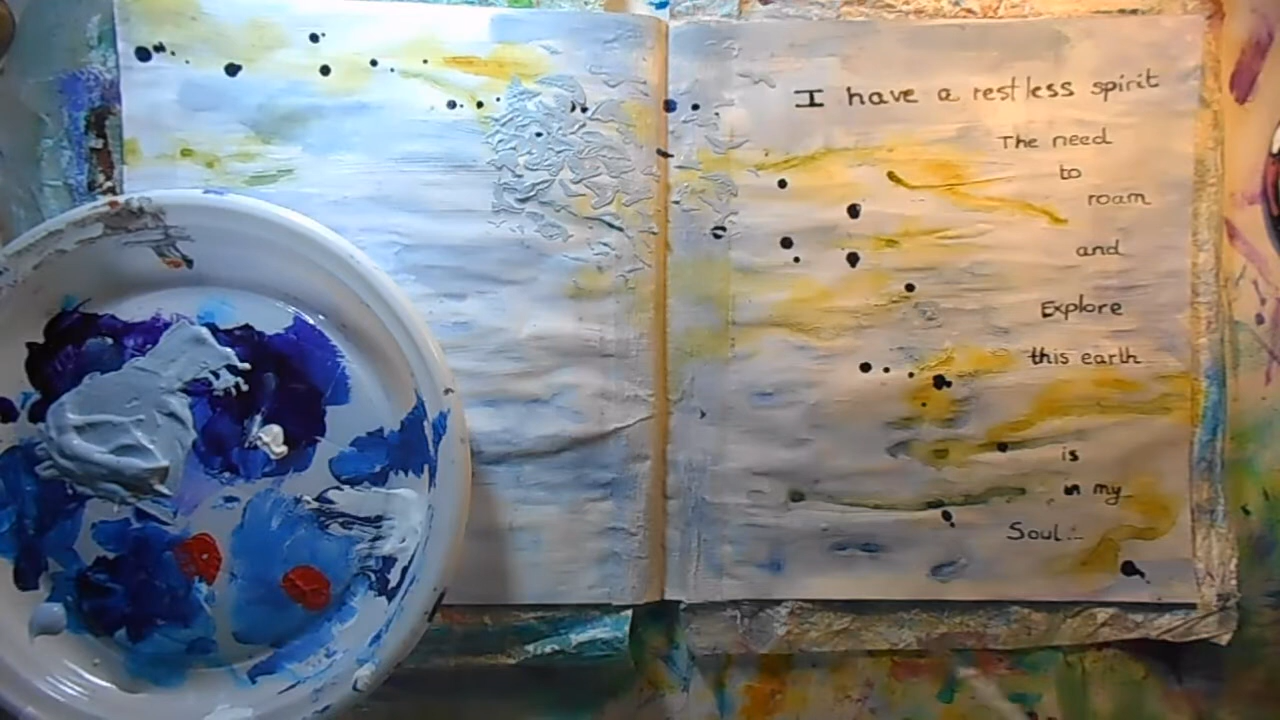 I have a restless spirit
The need
to
roam
and
Explore
this earth
is
in my
Soul...